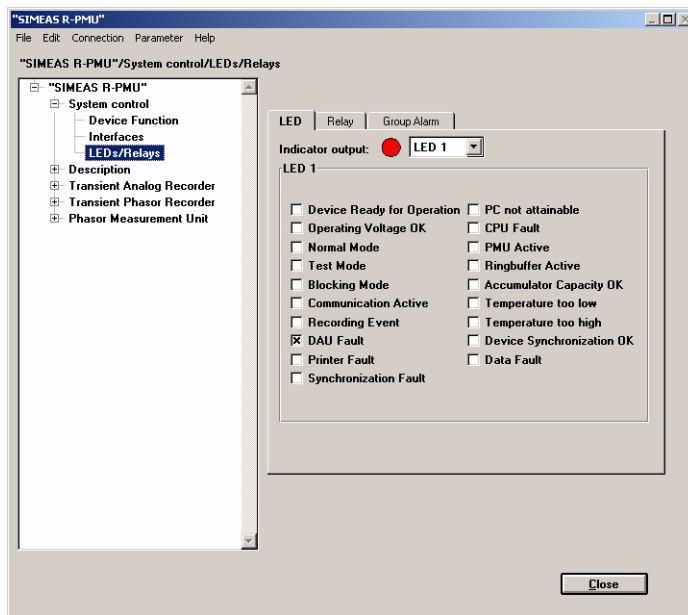 "SIMEAS R-PMU"
File Edit Connection Parameter Help
"SIMEAS R-PMU"/System control/LEDs/Relays
"SIMEAS R-PMU"
System control
Device Function
Interfaces
LEDs/Relays
Description
Transient Analog Recorder
Transient Phasor Recorder
Phasor Measurement Unit
LED Relay Group Alarm
Indicator output: LED 1
LED 1
Device Ready for Operation PC not attainable
Operating Voltage OK CPU Fault
Normal Mode PMU Active
Test Mode Ringbuffer Active
Blocking Mode Accumulator Capacity OK
Communication Active Temperature too low
Recording Event Temperature too high
DAU Fault Device Synchronization OK
Printer Fault Data Fault
Synchronization Fault
Close